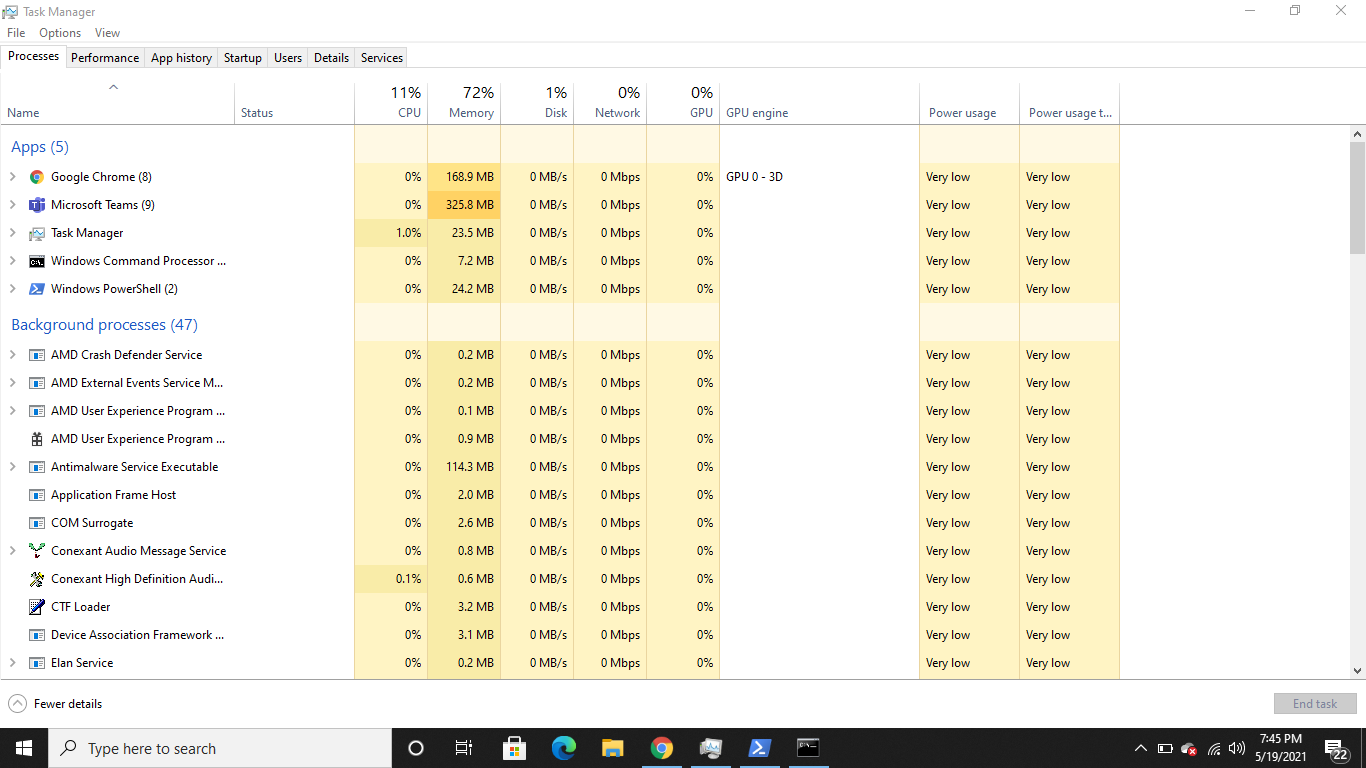 Task Manager
File Options View
Processes Performance App history Startup Users Details Services
11% 72% 1% 0% 0%
Name Status CPU Memory Disk Network GPU GPU engine Power usage Power usage t...
Apps (5)
Google Chrome (8) 0% 168.9 MB 0 MB/s 0 Mbps 0% GPU 0 - 3D Very low Very low
Microsoft Teams (9) 0% 325.8 MB 0 MB/s 0 Mbps 0% Very low Very low
Task Manager 1.0% 23.5 MB 0 MB/s 0 Mbps 0% Very low Very low
Windows Command Processor ... 0% 7.2 MB 0 MB/s 0 Mbps 0% Very low Very low
Windows PowerShell (2) 0% 24.2 MB 0 MB/s 0 Mbps 0% Very low Very low
Background processes (47)
AMD Crash Defender Service 0% 0.2 MB 0 MB/s 0 Mbps 0% Very low Very low
AMD External Events Service M... 0% 0.2 MB 0 MB/s 0 Mbps 0% Very low Very low
AMD User Experience Program ... 0% 0.1 MB 0 MB/s 0 Mbps 0% Very low Very low
AMD User Experience Program ... 0% 0.9 MB 0 MB/s 0 Mbps 0% Very low Very low
Antimalware Service Executable 0% 114.3 MB 0 MB/s 0 Mbps 0% Very low Very low
Application Frame Host 0% 2.0 MB 0 MB/s 0 Mbps 0% Very low Very low
COM Surrogate 0% 2.6 MB 0 MB/s 0 Mbps 0% Very low Very low
Conexant Audio Message Service 0% 0.8 MB 0 MB/s 0 Mbps 0% Very low Very low
Conexant High Definition Audi... 0.1% 0.6 MB 0 MB/s 0 Mbps 0% Very low Very low
CTF Loader 0% 3.2 MB 0 MB/s 0 Mbps 0% Very low Very low
Device Association Framework ... 0% 3.1 MB 0 MB/s 0 Mbps 0% Very low Very low
Elan Service 0% 0.2 MB 0 MB/s 0 Mbps 0% Very low Very low
Fewer details End task
Type here to search
7:45 PM
5/19/2021
22